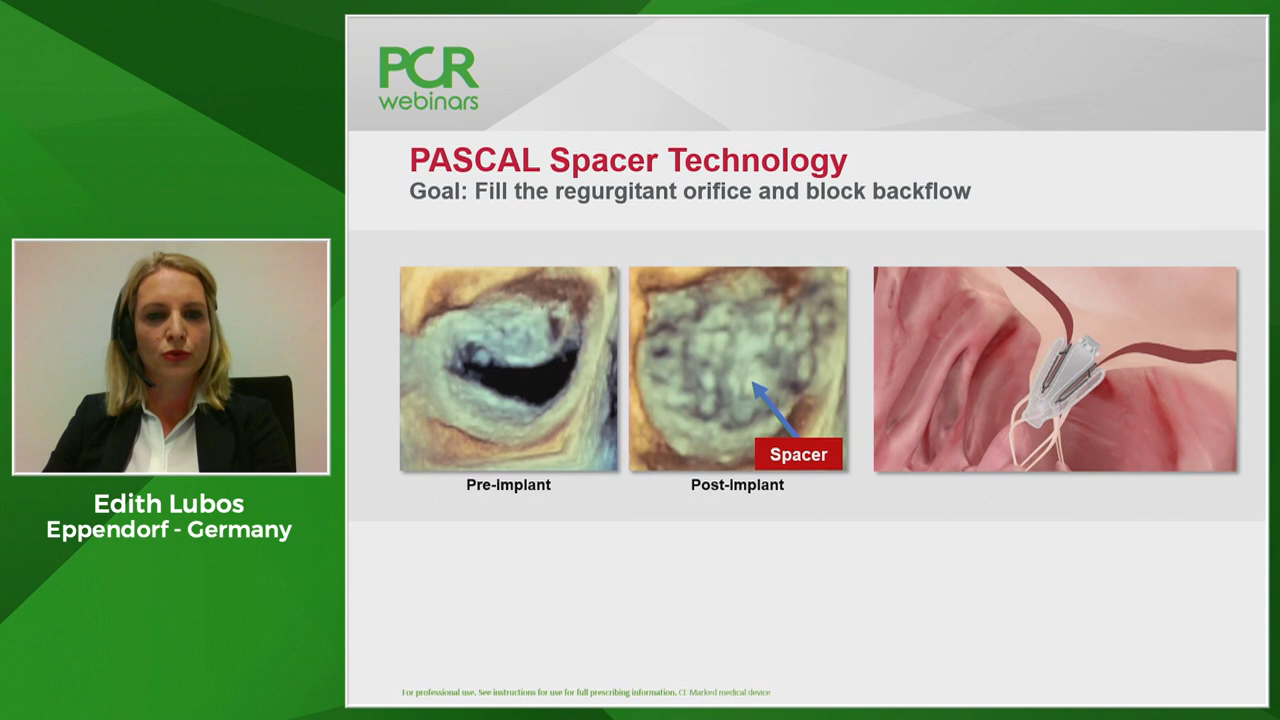 PCR
webinars
PASCAL Spacer Technology
Goal: Fill the regurgitant orifice and block backflow
Spacer
Pre-implant
Post-implant
Edith Lubos
Eppendorf - Germany
For professional use. See instructions for use for full prescribing information. CE Marked medical device